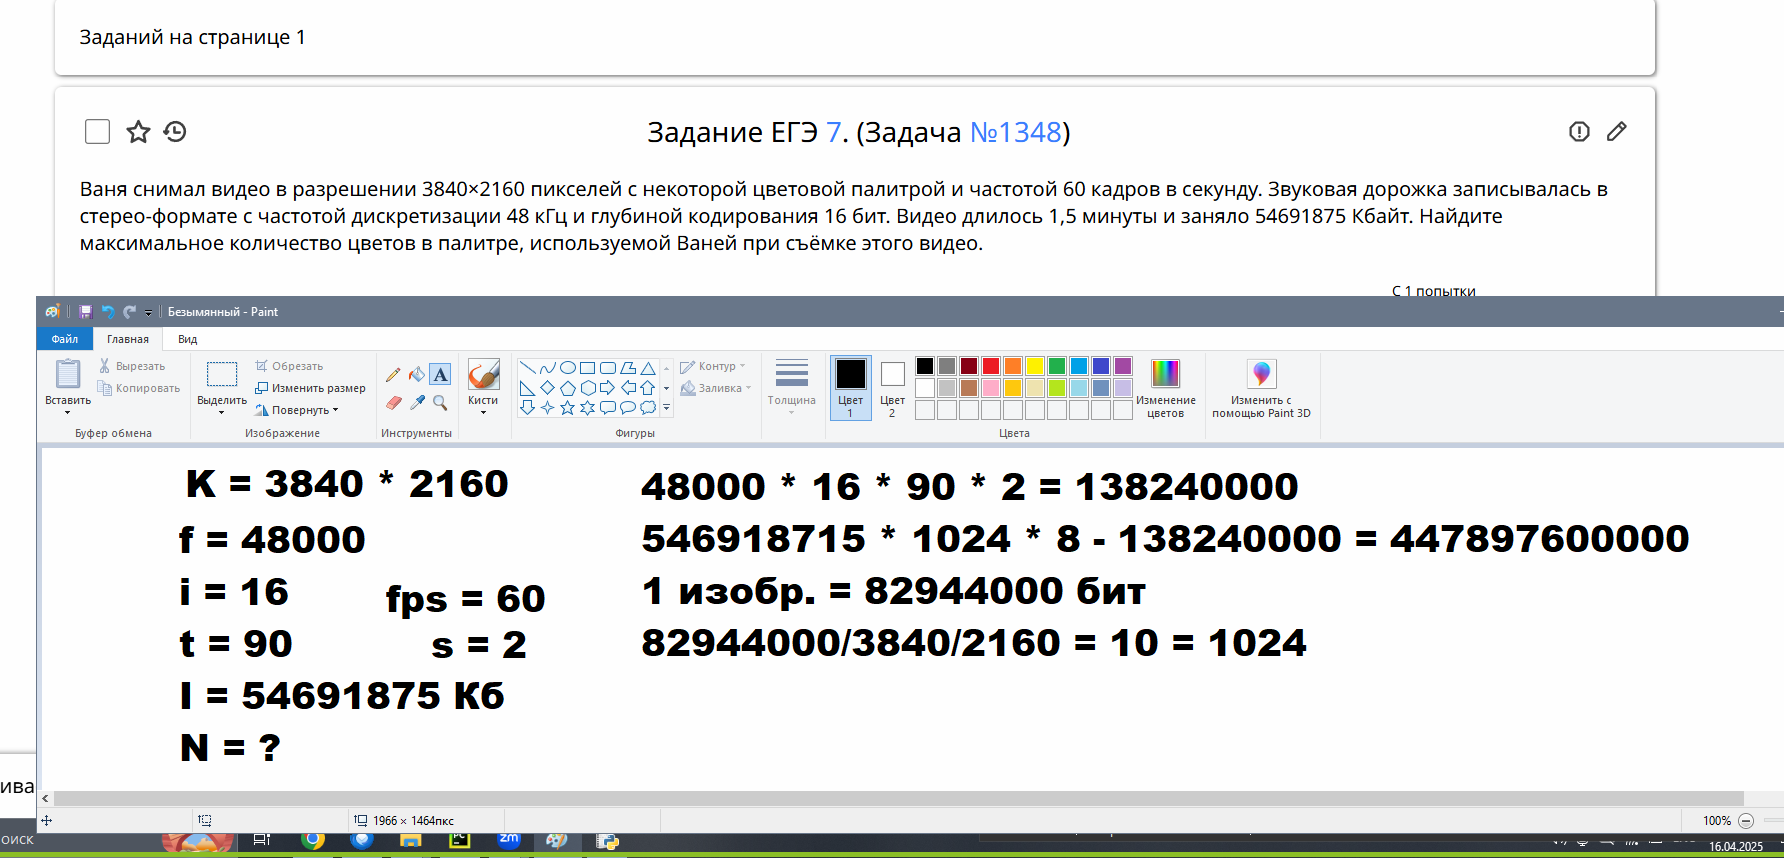 Заданий на странице 1
Задание ЕГЭ 7. (Задача №1348)
Ваня снимал видео в разрешении 3840×2160 пикселей с некоторой цветовой палитрой и частотой 60 кадров в секунду. Звуковая дорожка записывалась в
стерео-формате с частотой дискретизации 48 кГц и глубиной кодирования 16 бит. Видео длилось 1,5 минуты и заняло 54691875 Кбайт. Найдите
максимальное количество цветов в палитре, используемой Ваней при съёмке этого видео.
С 1 попытки
Безымянный - Paint
Файл Главная Вид
Вставить
Вырезать
Копировать
Буфер обмена
Выделить
Обрезать
Изменить размер
Повернуть
Изображение
A
Инструменты
Кисти
Контур
Заливка
Фигуры
Толщина
Цвет
1
Цвет
2
Изменение
цветов
Цвета
Изменить с
помощью Paint 3D
K = 3840 * 2160
f = 48000
i = 16
fps = 60
t = 90
s = 2
I = 54691875 Кб
N = ?
48000 * 16 * 90 * 2 = 138240000
546918715 * 1024 * 8 - 138240000 = 447897600000
1 изобр. = 82944000 бит
82944000/3840/2160 = 10 = 1024
ива
1966 × 1464пкс
100%
оиск
PC
zm
16.04.2025